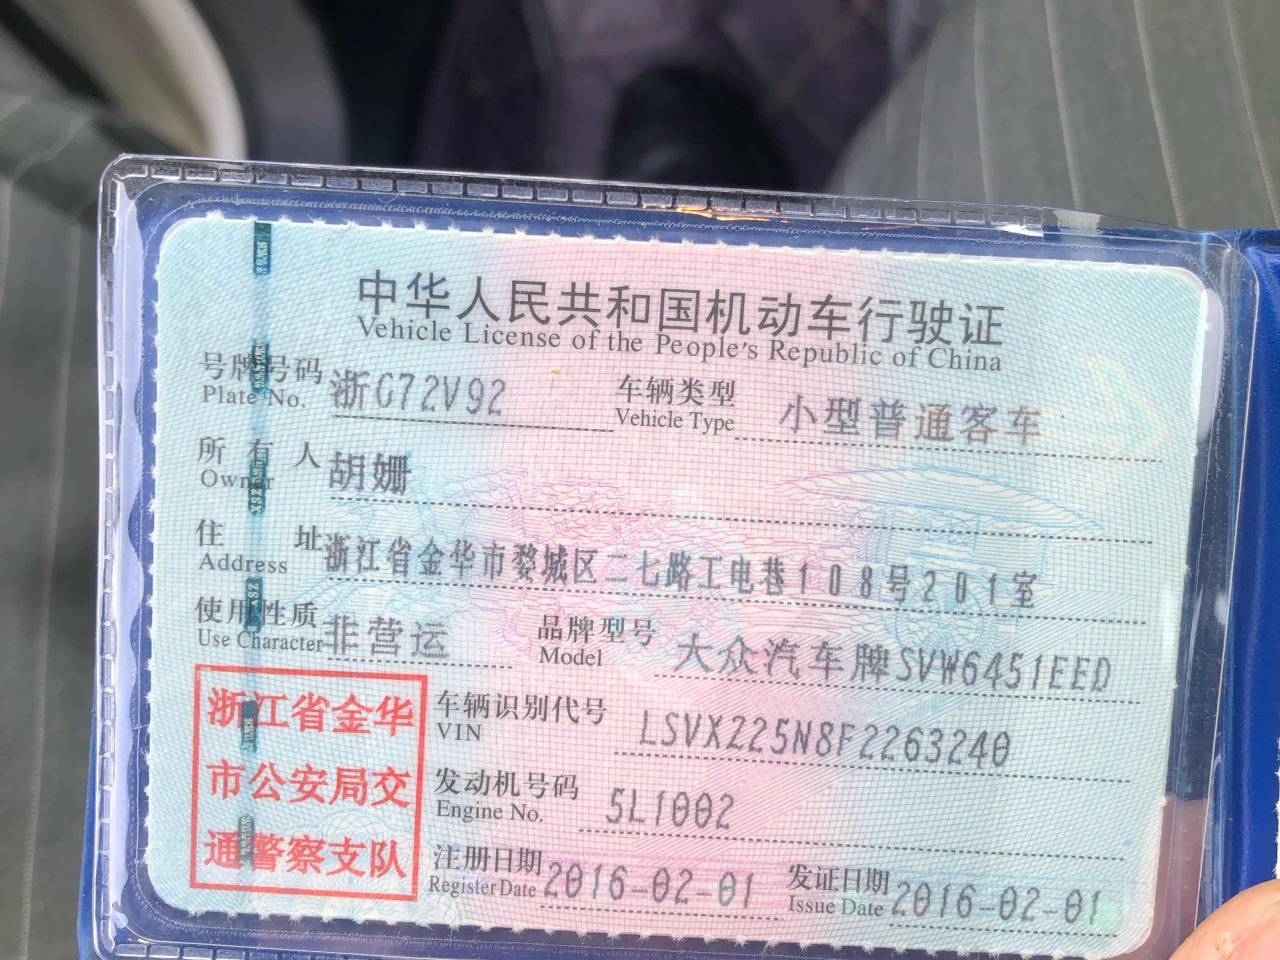 中华人民共和国机动车行驶证
Vehicle License of the People's Republic of China
号牌号码 浙G72V92 车辆类型 小型普通客车
Plate No. Vehicle Type
所有人 胡姗
Owner
住址 浙江省金华市婺城区二七路工电巷108号201室
Address
使用性质 非营运 品牌型号 大众汽车牌SVW6451EED
Use Character Model
浙江省金华
市公安局交
通警察支队
车辆识别代号 LSVX225N8F2263240
VIN
发动机号码 5L1002
Engine No.
注册日期 2016-02-01 发证日期 2016-02-01
Register Date Issue Date